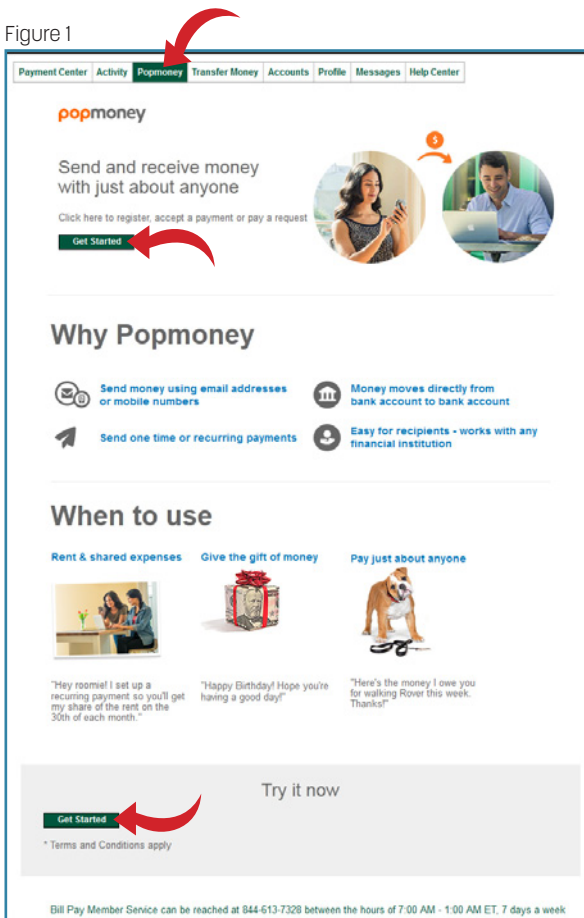 Figure 1
Payment Center Activity Popmoney Transfer Money Accounts Profile Messages Help Center
popmoney
$
Send and receive money
with just about anyone
Click here to register, accept a payment or pay a request
Get Started
Why Popmoney
Send money using email addresses
or mobile numbers
Money moves directly from
bank account to bank account
Send one time or recurring payments
Easy for recipients - works with any
financial institution
When to use
Rent & shared expenses
Give the gift of money
Pay just about anyone
"Hey roomie! I set up a
recurring payment so you'll get
my share of the rent on the
30th of each month."
"Happy Birthday! Hope you're
having a good day!"
"Here's the money I owe you
for walking Rover this week.
Thanks!"
Try it now
Get Started
* Terms and Conditions apply
Bill Pay Member Service can be reached at 844-613-7328 between the hours of 7:00 AM - 1:00 AM ET, 7 days a week